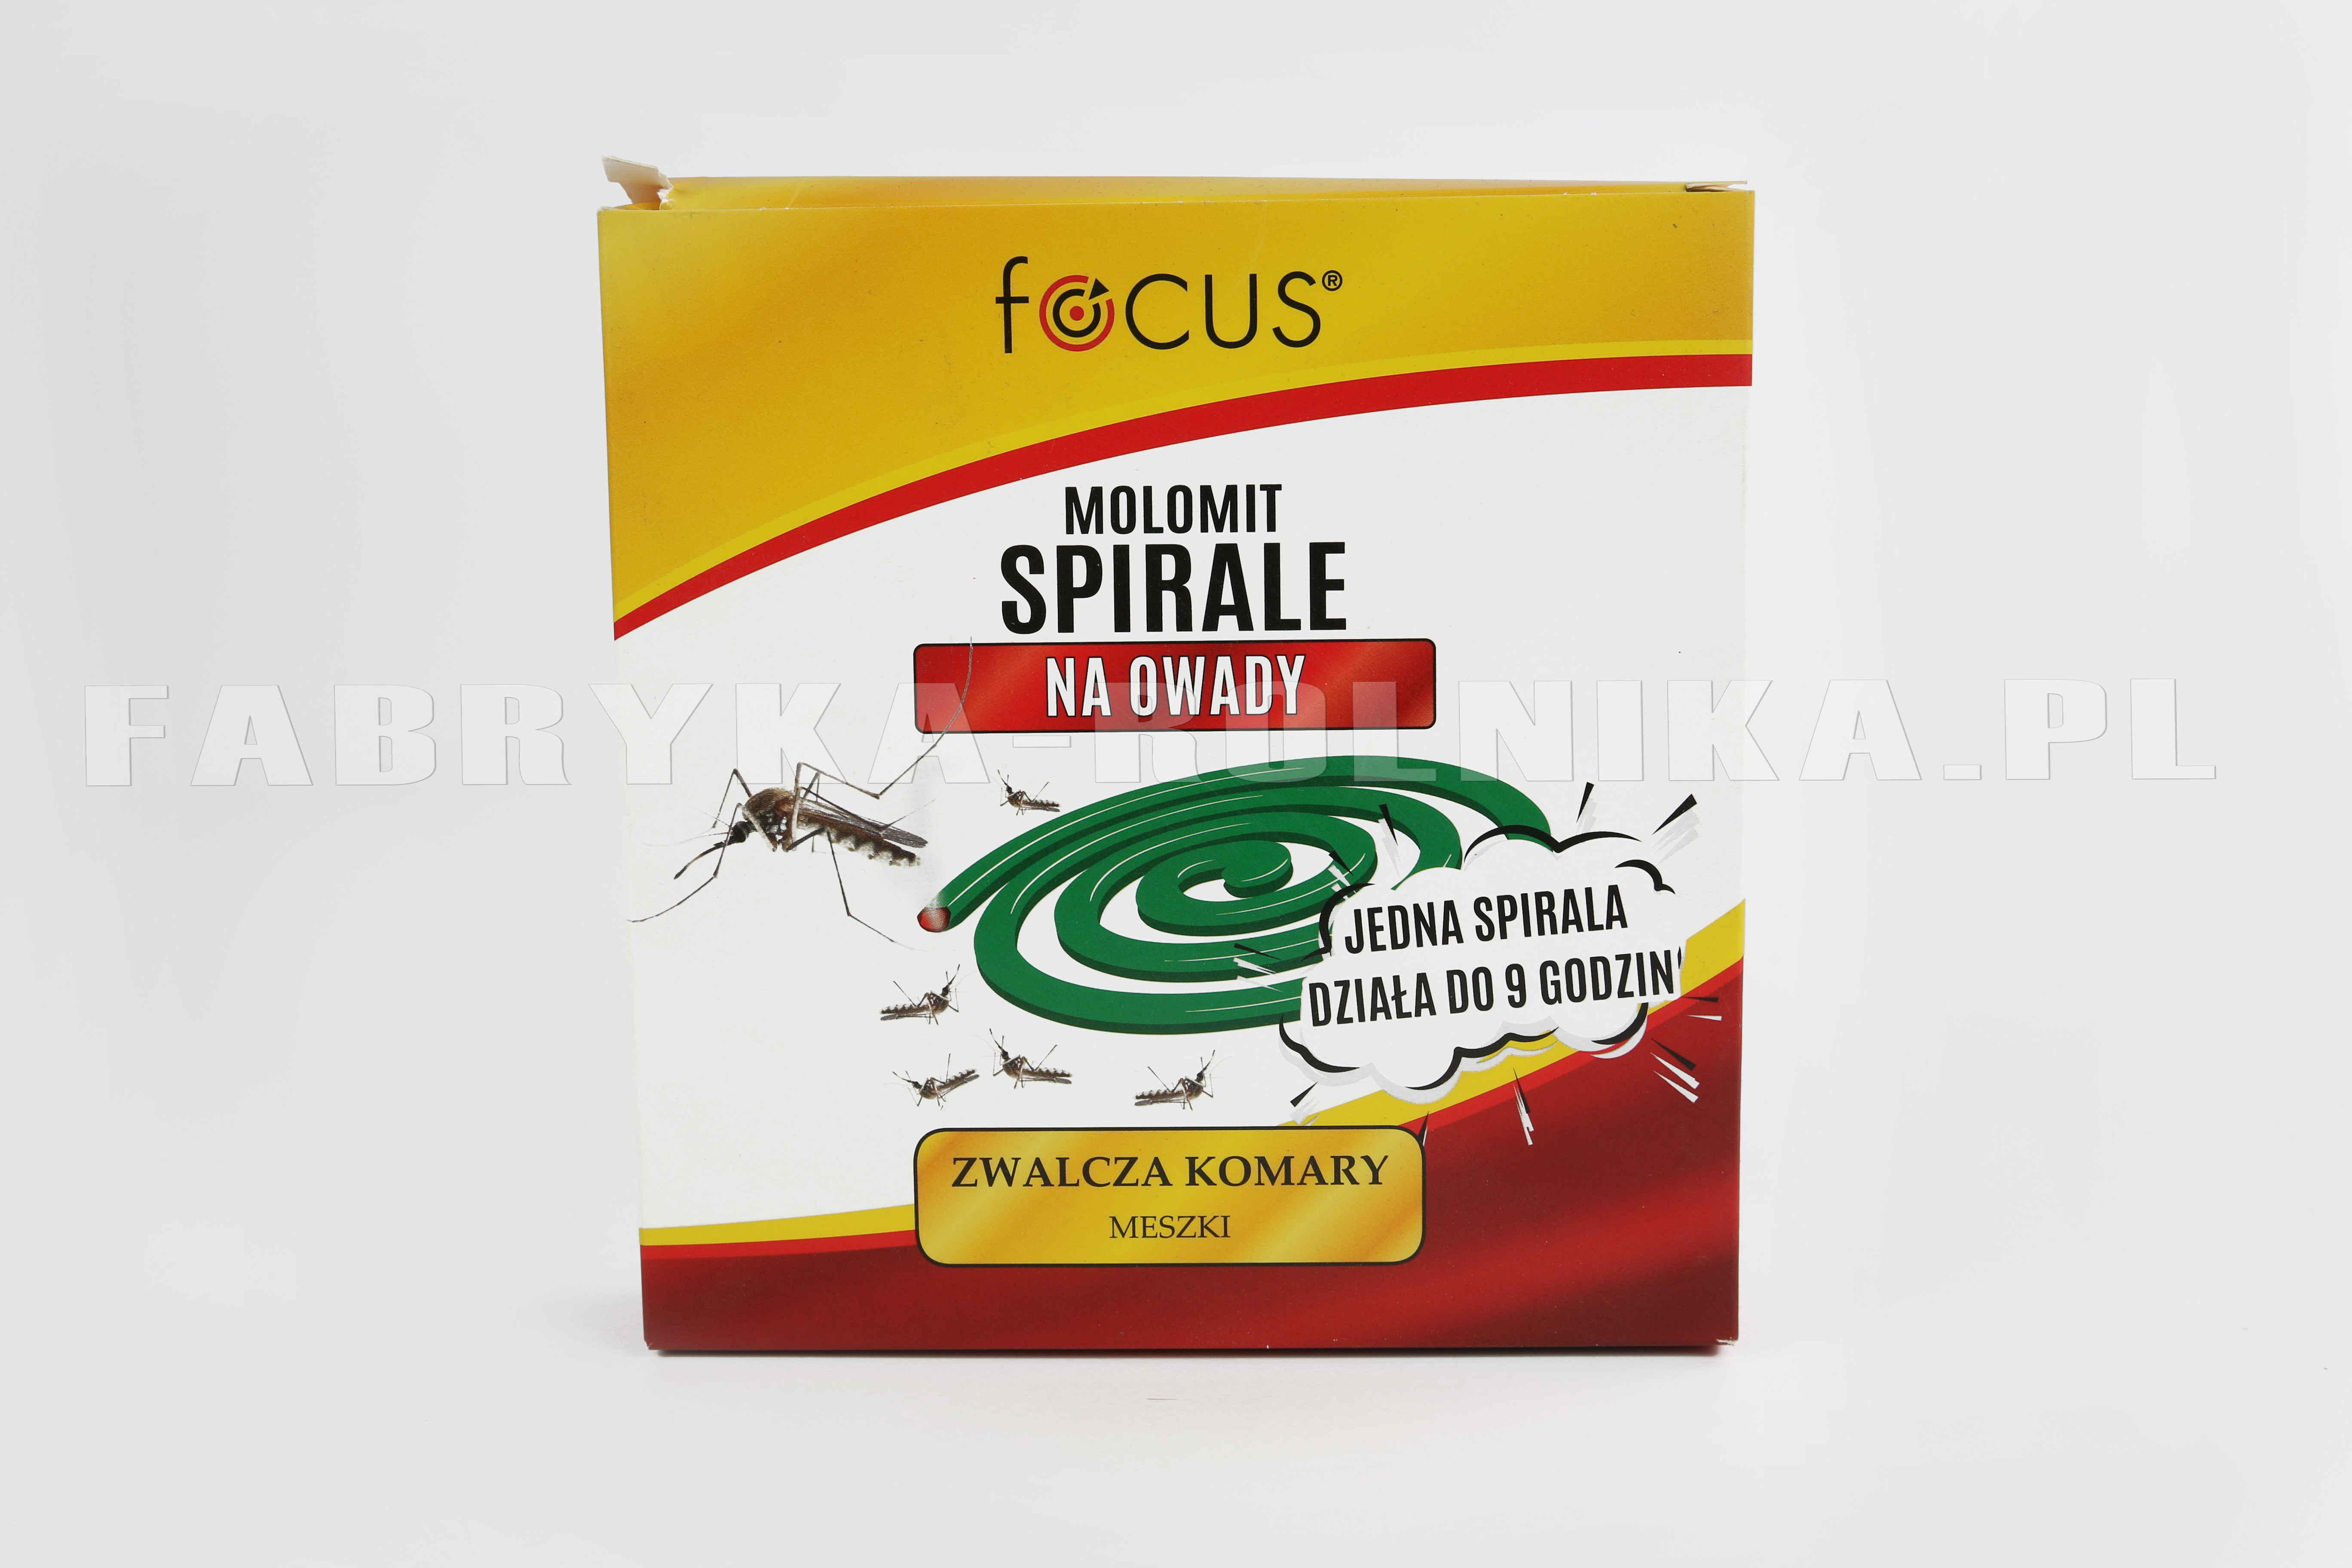 focus®
MOLOMIT
SPIRALE
NA OWADY
FABRYKA-ROLNIKA.PL
JEDNA SPIRALA
DZIAŁA DO 9 GODZIN
ZWALCZA KOMARY
MESZKI